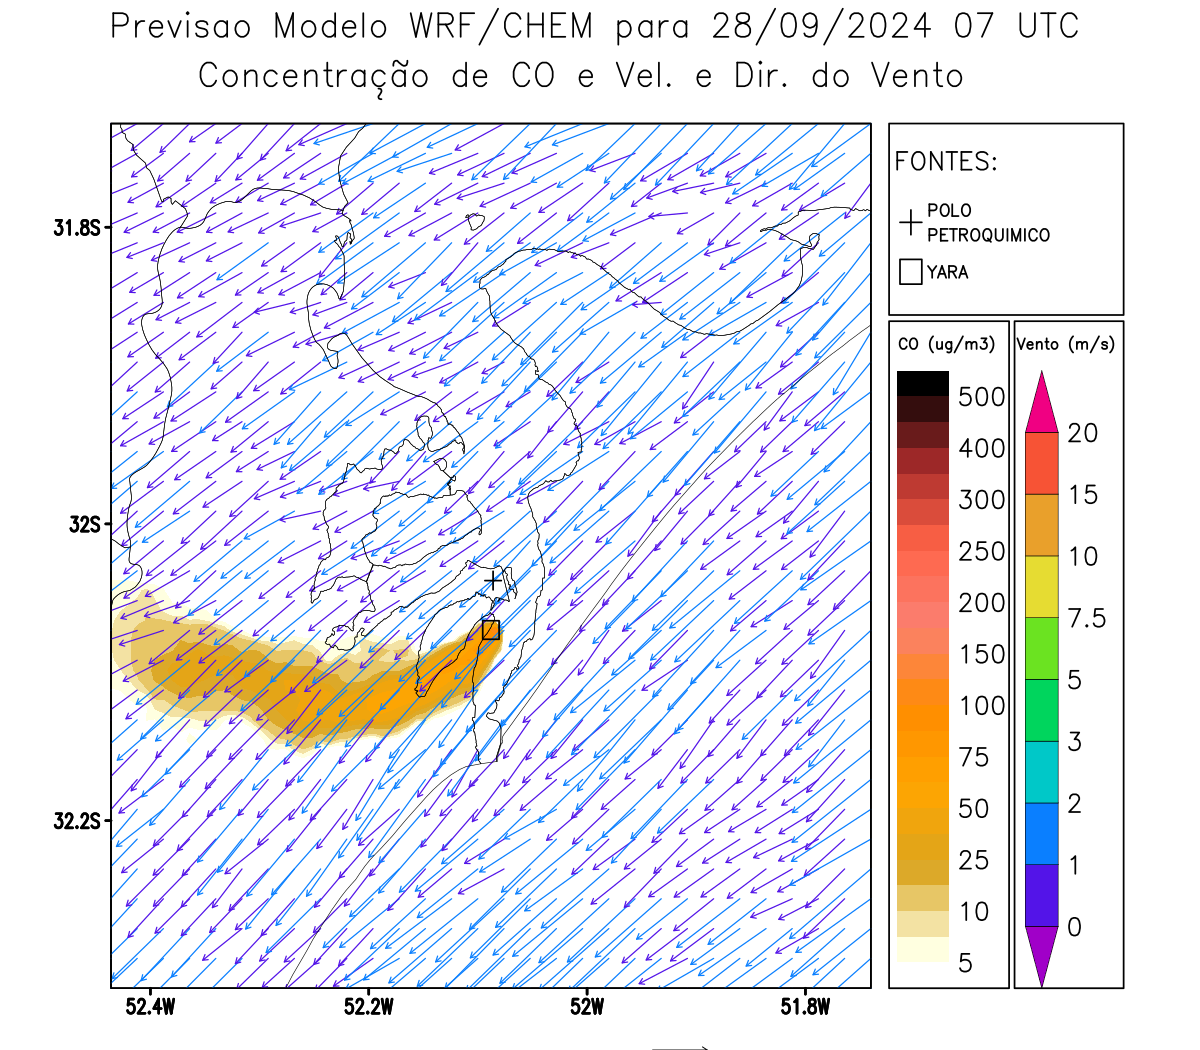 Previsao Modelo WRF/CHEM para 28/09/2024 07 UTC
Concentração de CO e Vel. e Dir. do Vento
FONTES:
POLO
PETROQUIMICO
YARA
CO (ug/m3)
500
400
300
250
200
150
100
75
50
25
10
5
Vento (m/s)
20
15
10
7.5
5
3
2
1
0
31.8S
32S
32.2S
52.4W
52.2W
52W
51.8W